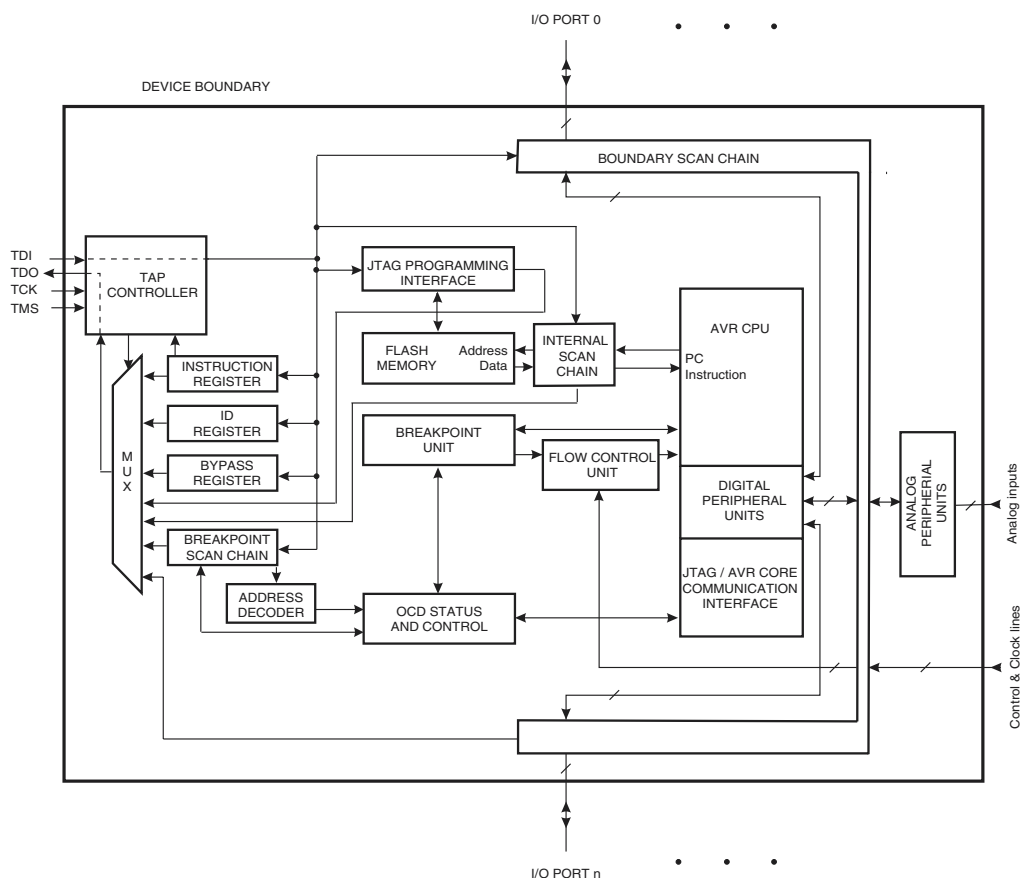 I/O PORT 0
DEVICE BOUNDARY
BOUNDARY SCAN CHAIN
TDI
TDO
TCK
TMS
TAP
CONTROLLER
JTAG PROGRAMMING
INTERFACE
AVR CPU
FLASH
MEMORY
Address
Data
INTERNAL
SCAN
CHAIN
PC
Instruction
INSTRUCTION
REGISTER
ID
REGISTER
BYPASS
REGISTER
MUX
BREAKPOINT
UNIT
FLOW CONTROL
UNIT
DIGITAL
PERIPHERAL
UNITS
ANALOG
PERIPHERIAL
UNITS
Analog inputs
BREAKPOINT
SCAN CHAIN
ADDRESS
DECODER
OCD STATUS
AND CONTROL
JTAG / AVR CORE
COMMUNICATION
INTERFACE
Control & Clock lines
I/O PORT n